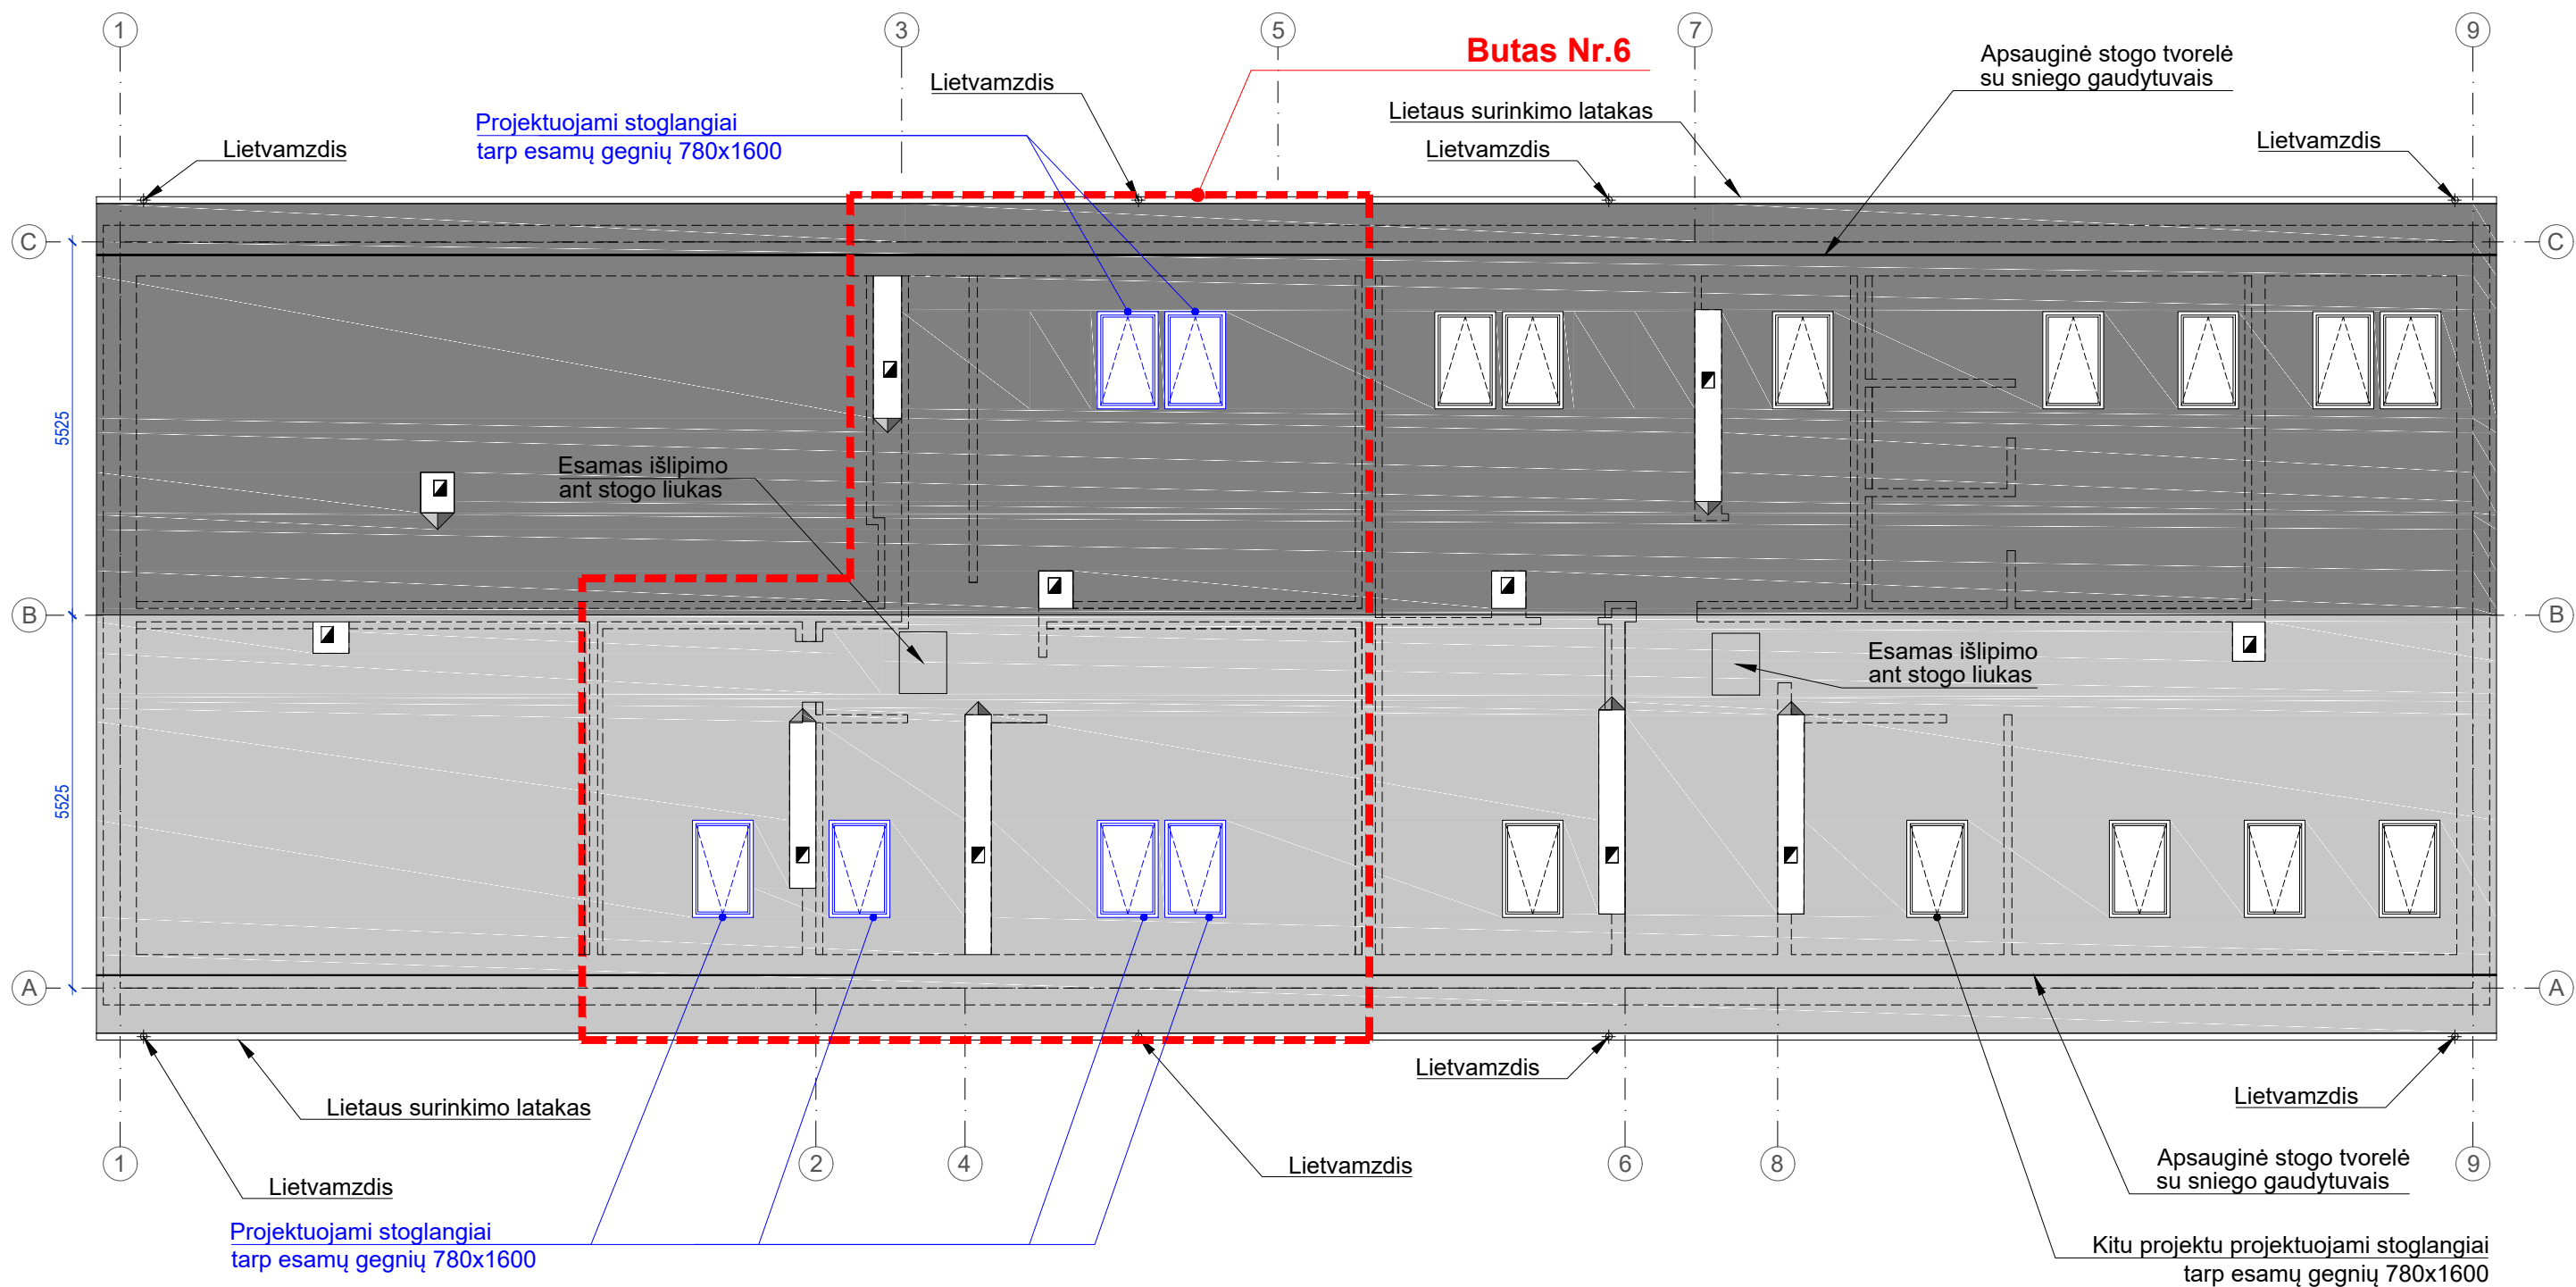 1
3
5
7
9
Butas Nr.6
Apsauginė stogo tvorelė
su sniego gaudytuvais
Lietvamzdis
Lietaus surinkimo latakas
Projektuojami stoglangiai
tarp esamų gegnių 780x1600
Lietvamzdis
Lietvamzdis
Lietvamzdis
C
C
5525
Esamas išlipimo
ant stogo liukas
B
B
Esamas išlipimo
ant stogo liukas
5525
A
A
Lietvamzdis
Lietvamzdis
Lietaus surinkimo latakas
1
2
4
6
8
9
Lietvamzdis
Lietvamzdis
Apsauginė stogo tvorelė
su sniego gaudytuvais
Projektuojami stoglangiai
tarp esamų gegnių 780x1600
Kitu projektu projektuojami stoglangiai
tarp esamų gegnių 780x1600